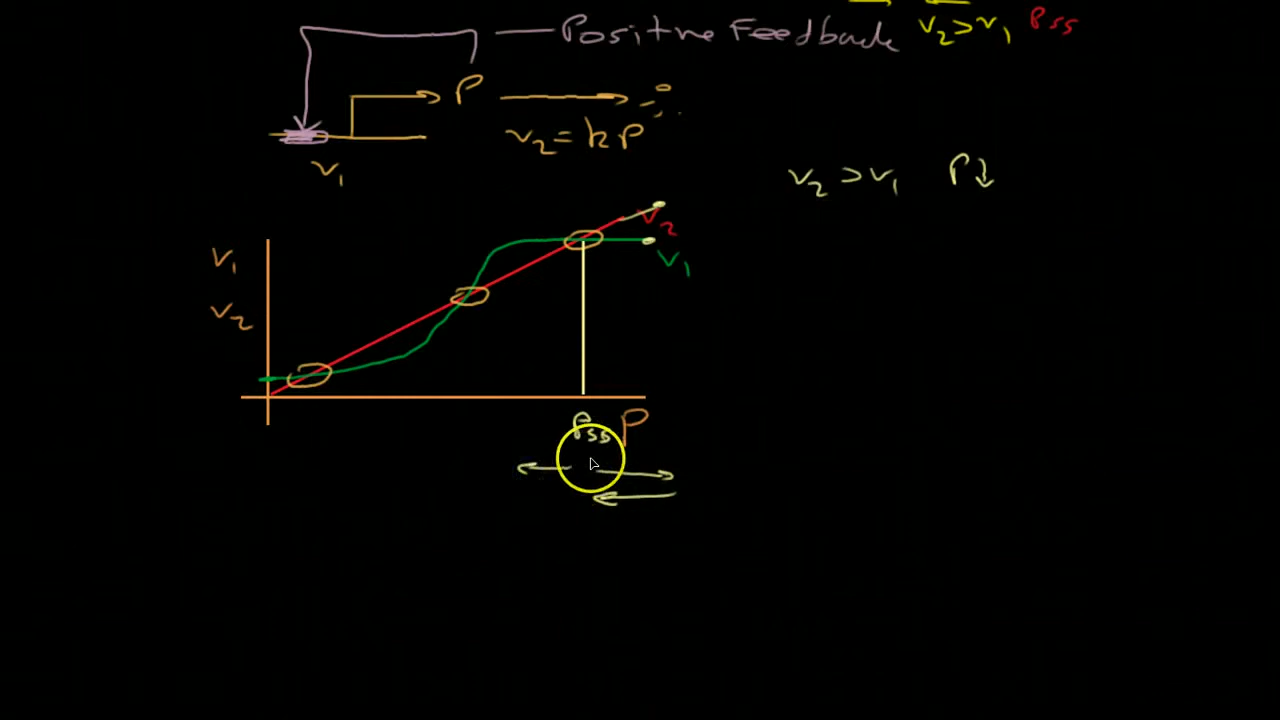 Positive Feedback v₂>v₁ Pss
P
v₂ = kP
v₁
v₂ > v₁ P↓
v₂
v₁
v₁
v₂
Pss P